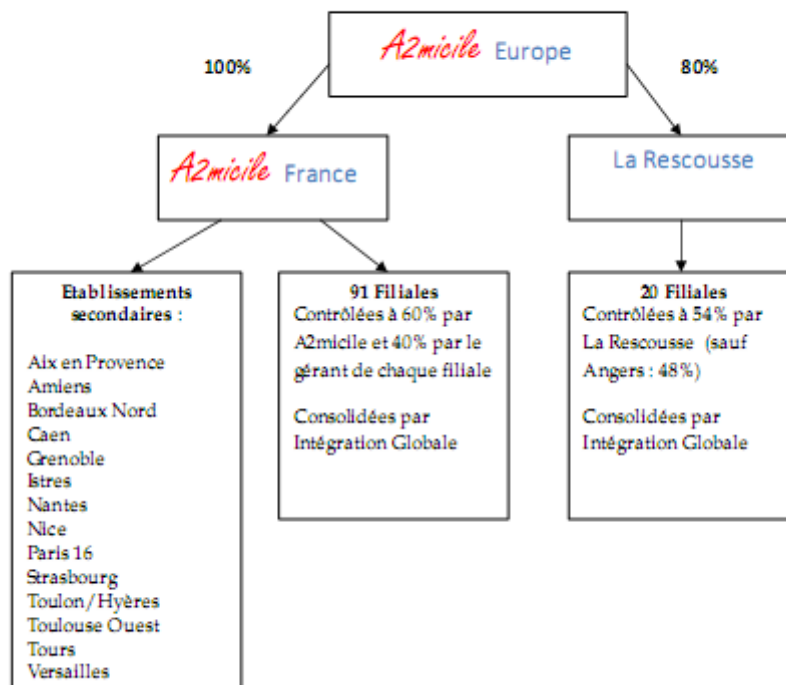 A2micile Europe
100%
80%
A2micile France
La Rescousse
Etablissements
secondaires :
Aix en Provence
Amiens
Bordeaux Nord
Caen
Grenoble
Istres
Nantes
Nice
Paris 16
Strasbourg
Toulon/Hyères
Toulouse Ouest
Tours
Versailles
91 Filiales
Contrôlées à 60% par
A2micile et 40% par le
gérant de chaque filiale
Consolidées par
Intégration Globale
20 Filiales
Contrôlées à 54% par
La Rescousse (sauf
Angers : 48%)
Consolidées par
Intégration Globale